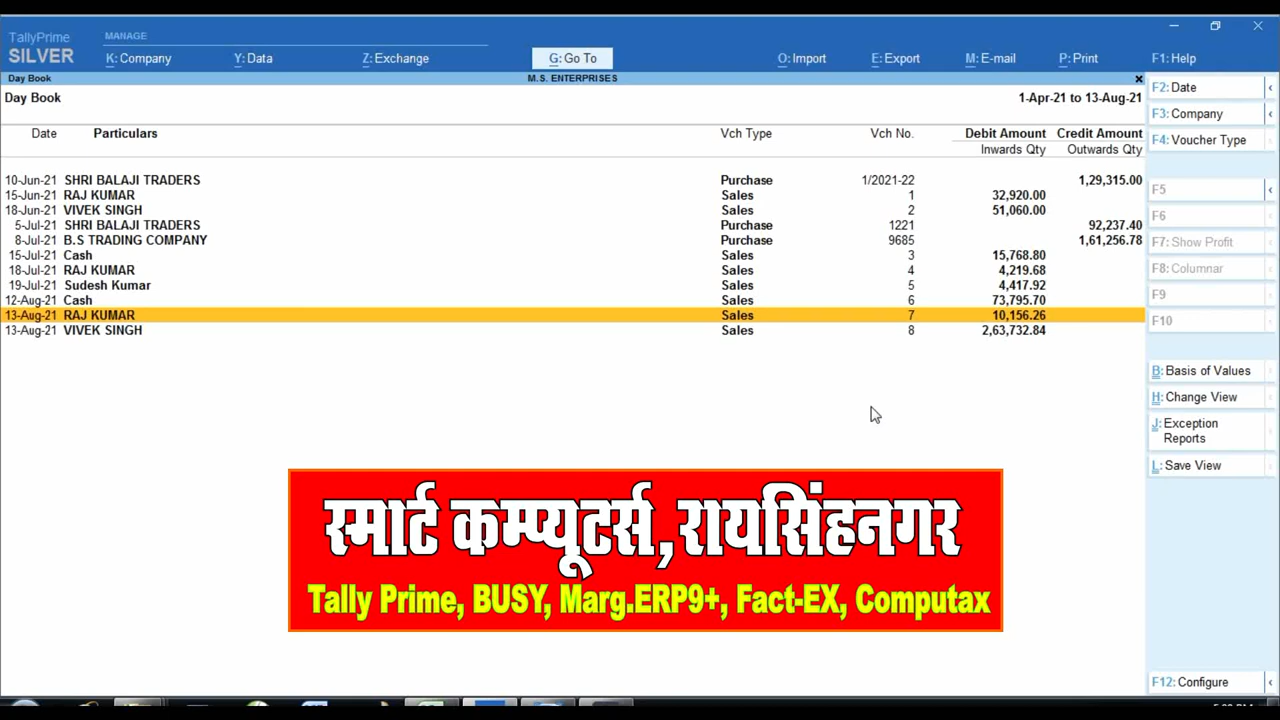 TallyPrime
SILVER
MANAGE
K: Company Y: Data Z: Exchange G: Go To O: Import E: Export M: E-mail P: Print F1: Help
Day Book M.S. ENTERPRISES
Day Book 1-Apr-21 to 13-Aug-21
Date Particulars Vch Type Vch No. Debit Amount Credit Amount
Inwards Qty Outwards Qty
10-Jun-21 SHRI BALAJI TRADERS Purchase 1/2021-22 1,29,315.00
15-Jun-21 RAJ KUMAR Sales 1 32,920.00
18-Jun-21 VIVEK SINGH Sales 2 51,060.00
5-Jul-21 SHRI BALAJI TRADERS Purchase 1221 92,237.40
8-Jul-21 B.S TRADING COMPANY Purchase 9685 1,61,256.78
15-Jul-21 Cash Sales 3 15,768.80
18-Jul-21 RAJ KUMAR Sales 4 4,219.68
19-Jul-21 Sudesh Kumar Sales 5 4,417.92
12-Aug-21 Cash Sales 6 73,795.70
13-Aug-21 RAJ KUMAR Sales 7 10,156.26
13-Aug-21 VIVEK SINGH Sales 8 2,63,732.84
F2: Date
F3: Company
F4: Voucher Type
F5
F6
F7: Show Profit
F8: Columnar
F9
F10
B: Basis of Values
H: Change View
J: Exception
Reports
L: Save View
F12: Configure
स्मार्ट कम्प्यूटर्स,रायसिंहनगर
Tally Prime, BUSY, Marg.ERP9+, Fact-EX, Computax